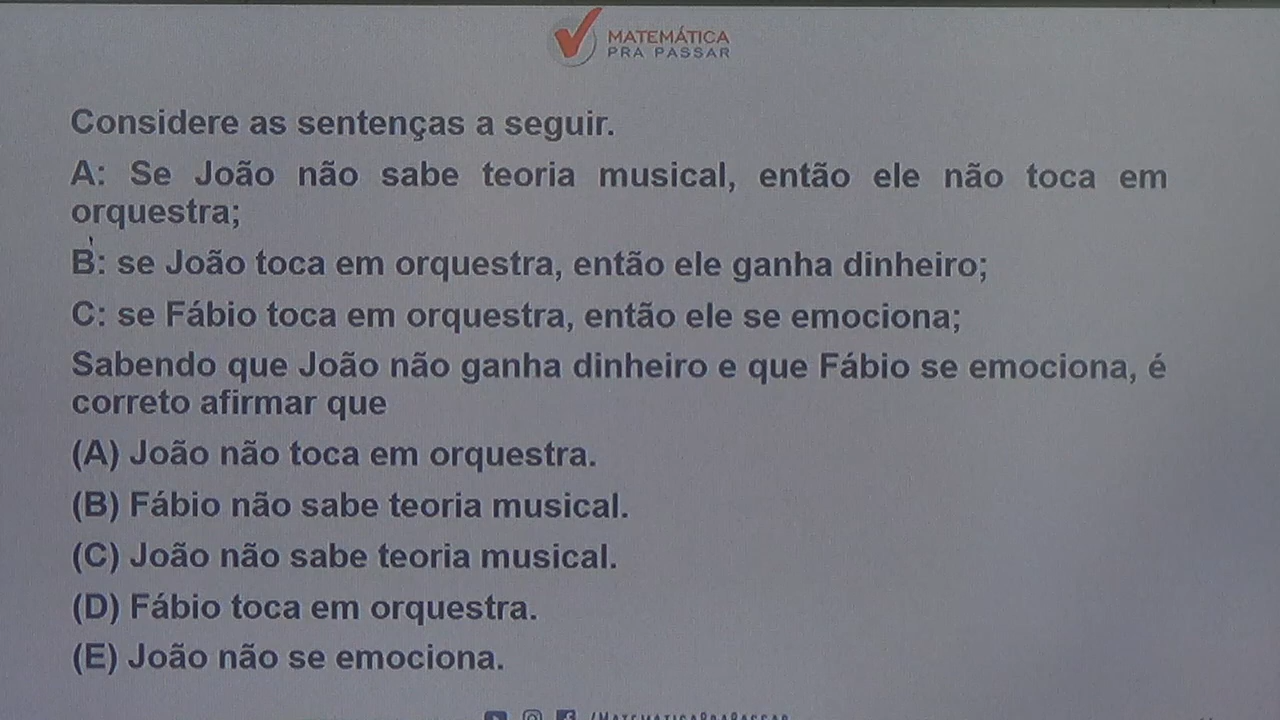 MATEMÁTICA
PRA PASSAR
Considere as sentenças a seguir.
A: Se João não sabe teoria musical, então ele não toca em
orquestra;
B: se João toca em orquestra, então ele ganha dinheiro;
C: se Fábio toca em orquestra, então ele se emociona;
Sabendo que João não ganha dinheiro e que Fábio se emociona, é
correto afirmar que
(A) João não toca em orquestra.
(B) Fábio não sabe teoria musical.
(C) João não sabe teoria musical.
(D) Fábio toca em orquestra.
(E) João não se emociona.
/MATEMATICAPRAPASSAR